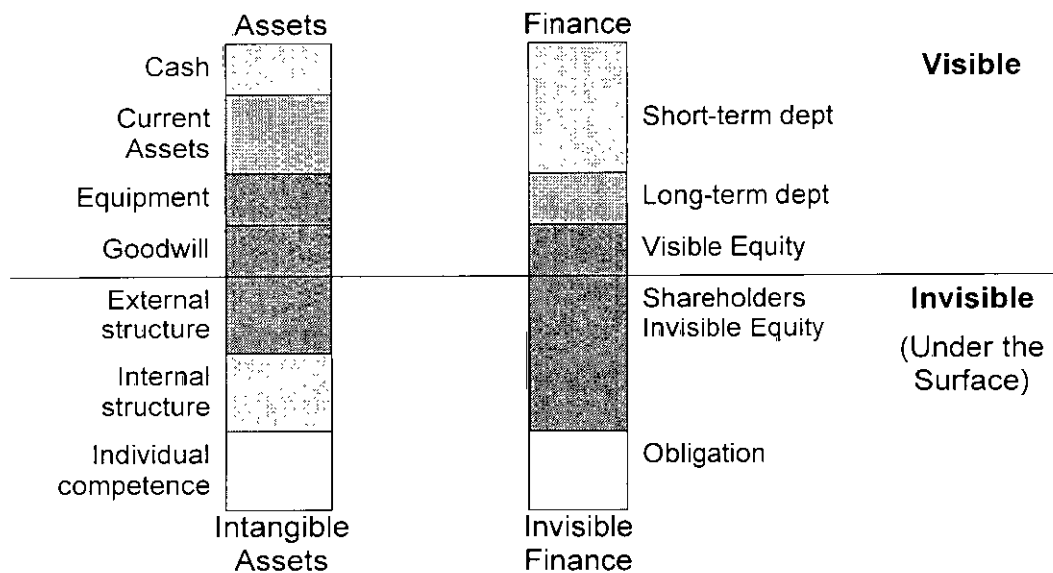 Assets
Finance
Visible
Cash
Current
Assets
Short-term dept
Equipment
Long-term dept
Goodwill
Visible Equity
External
structure
Shareholders
Invisible Equity
Invisible
(Under the
Surface)
Internal
structure
Individual
competence
Obligation
Intangible
Assets
Invisible
Finance